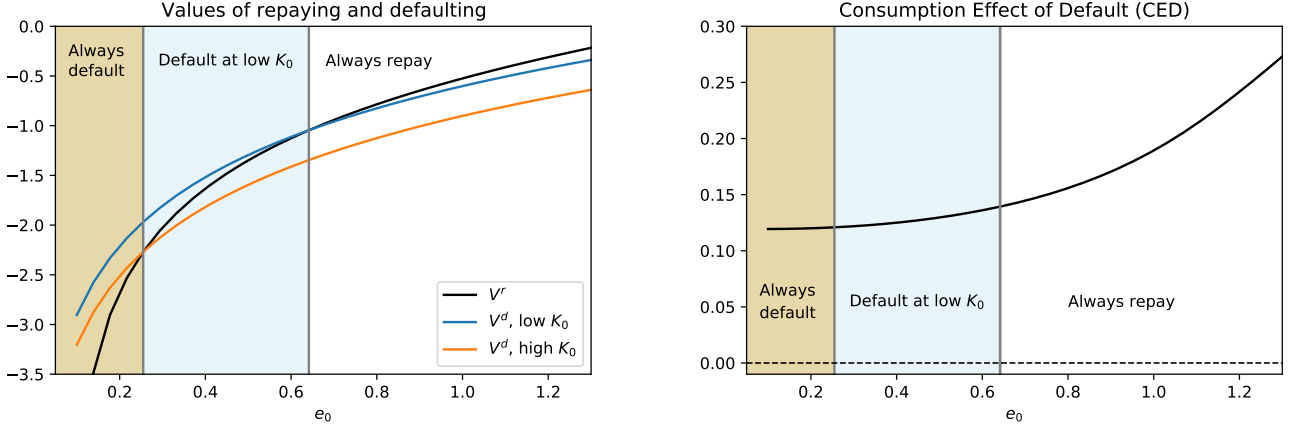 Values of repaying and defaulting
0.0
−0.5
−1.0
−1.5
−2.0
−2.5
−3.0
−3.5
Always
default
Default at low K₀
Always repay
Vʳ
Vᵈ, low K₀
Vᵈ, high K₀
0.2 0.4 0.6 0.8 1.0 1.2
e₀
Consumption Effect of Default (CED)
0.30
0.25
0.20
0.15
0.10
0.05
0.00
Always
default
Default at low K₀
Always repay
0.2 0.4 0.6 0.8 1.0 1.2
e₀